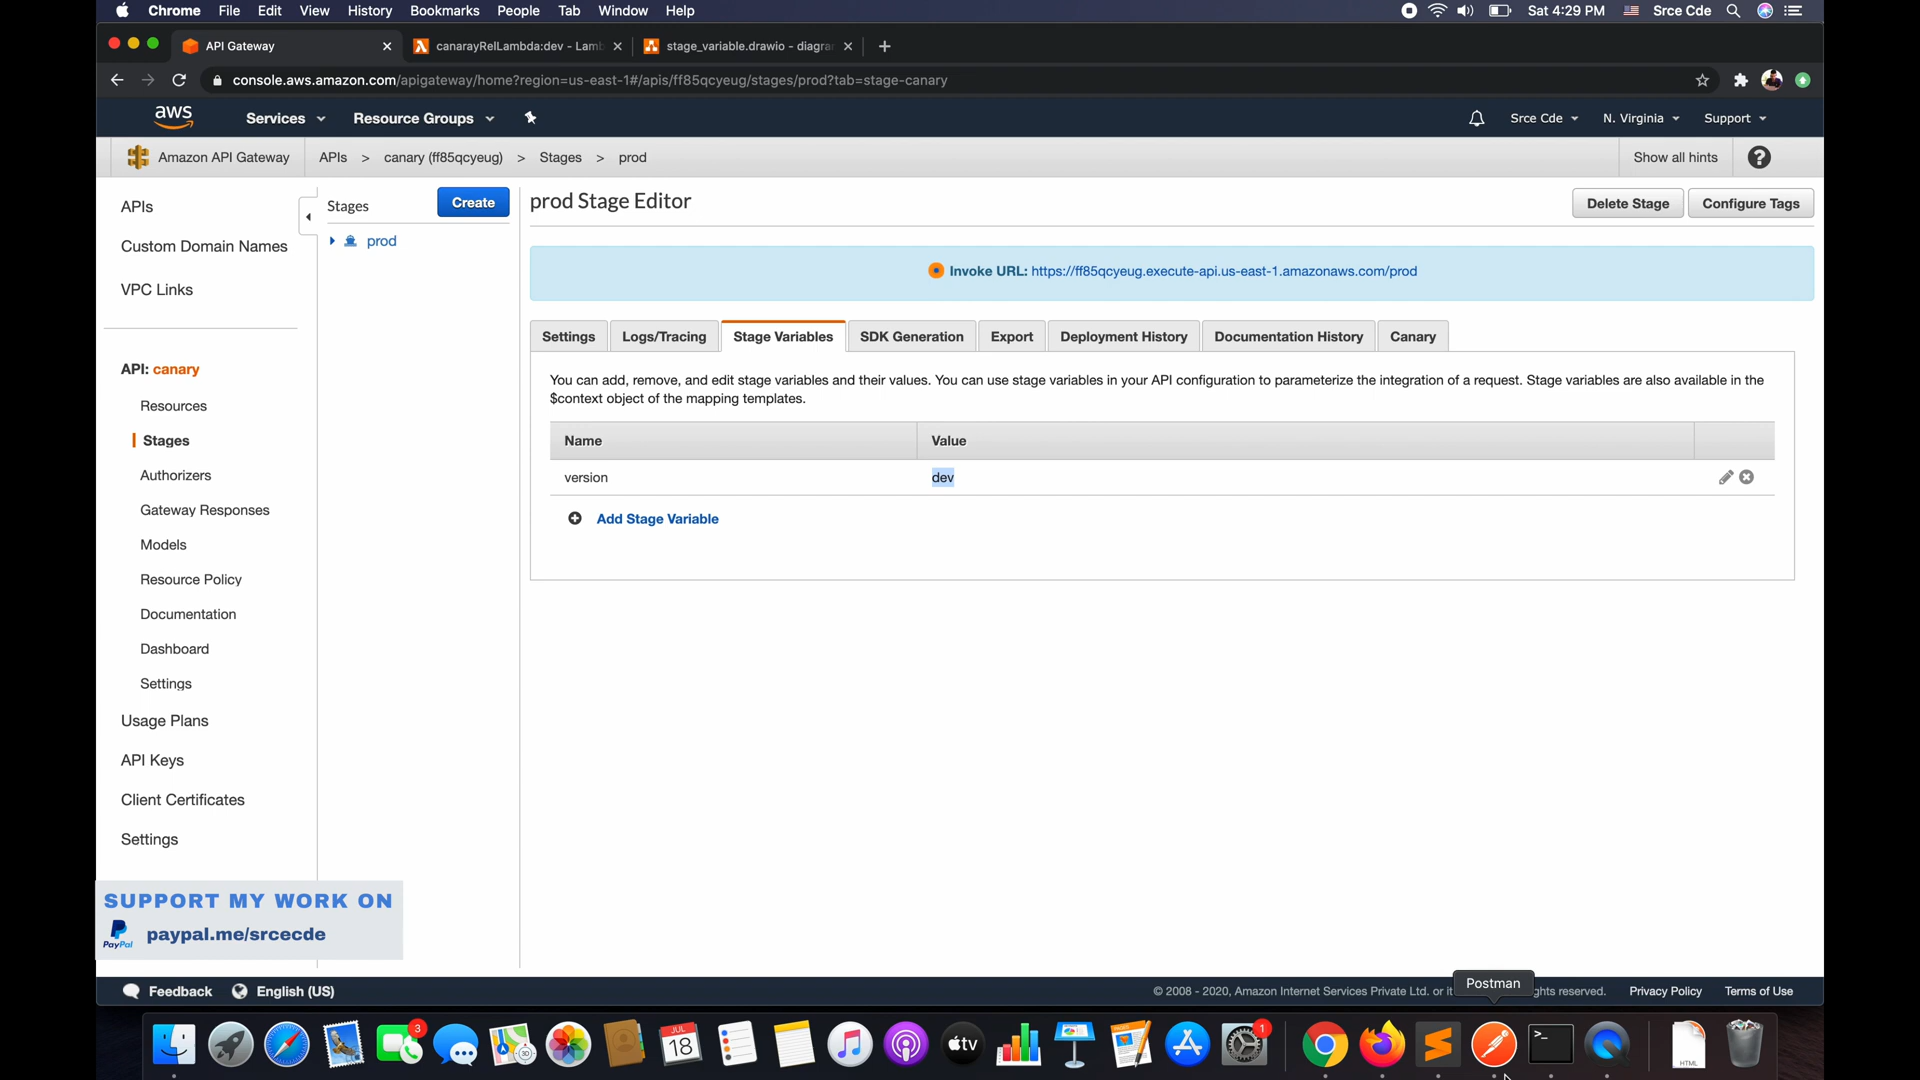 Chrome File Edit View History Bookmarks People Tab Window Help Sat 4:29 PM Srce Cde
API Gateway canarayRelLambda:dev - Lamb stage_variable.drawio - diagra
console.aws.amazon.com/apigateway/home?region=us-east-1#/apis/ff85qcyeug/stages/prod?tab=stage-canary
aws Services Resource Groups Srce Cde N. Virginia Support
Amazon API Gateway APIs > canary (ff85qcyeug) > Stages > prod Show all hints ?
APIs
Custom Domain Names
VPC Links
API: canary
Resources
Stages
Authorizers
Gateway Responses
Models
Resource Policy
Documentation
Dashboard
Settings
Usage Plans
API Keys
Client Certificates
Settings
Stages Create
prod
prod Stage Editor Delete Stage Configure Tags
Invoke URL: https://ff85qcyeug.execute-api.us-east-1.amazonaws.com/prod
Settings Logs/Tracing Stage Variables SDK Generation Export Deployment History Documentation History Canary
You can add, remove, and edit stage variables and their values. You can use stage variables in your API configuration to parameterize the integration of a request. Stage variables are also available in the
$context object of the mapping templates.
Name Value
version dev
Add Stage Variable
SUPPORT MY WORK ON
PayPal paypal.me/srcecde
Feedback English (US) © 2008 - 2020, Amazon Internet Services Private Ltd. or it ghts reserved. Privacy Policy Terms of Use
Postman
3
JUL
18
3D
tv
1
>_
HTML